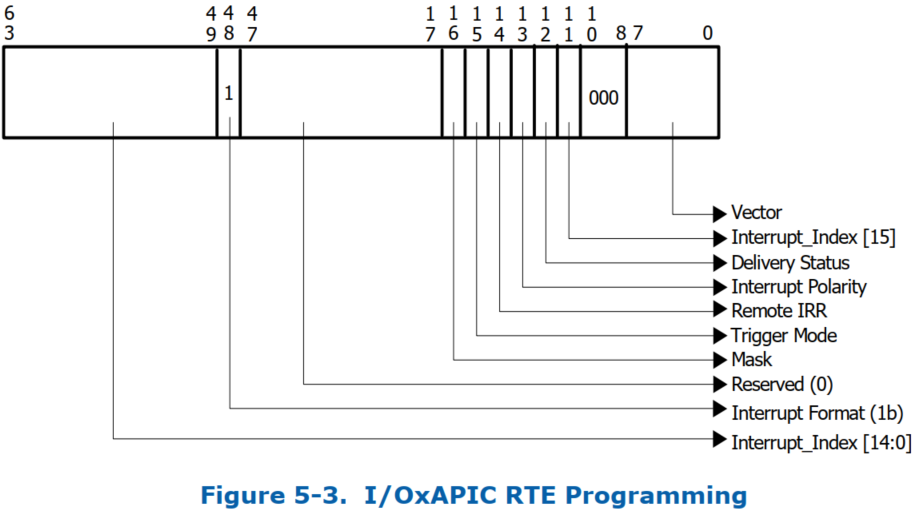 6 4 4 4 1 1 1 1 1 1 1 1
3 9 8 7 7 6 5 4 3 2 1 0 8 7 0
1 000
Vector
Interrupt_Index [15]
Delivery Status
Interrupt Polarity
Remote IRR
Trigger Mode
Mask
Reserved (0)
Interrupt Format (1b)
Interrupt_Index [14:0]
Figure 5-3. I/OxAPIC RTE Programming